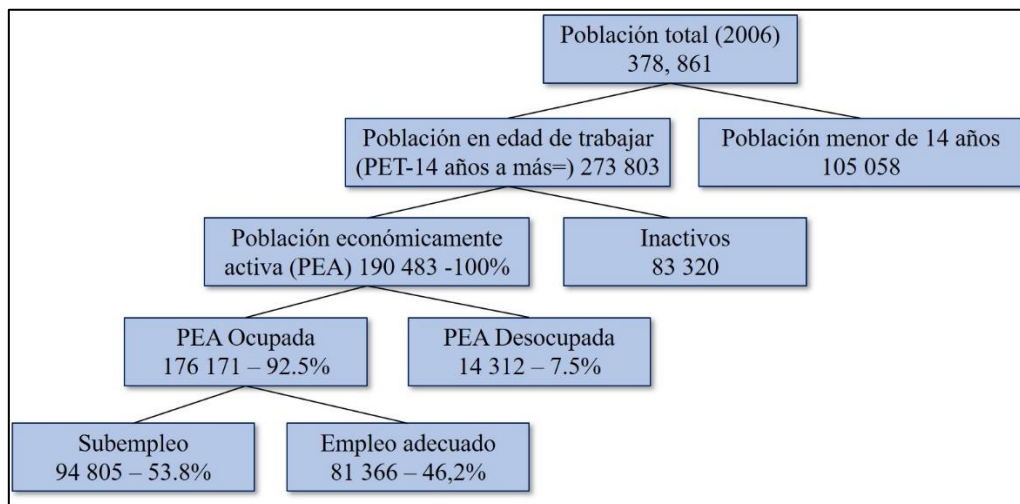 Población total (2006)
378, 861
Población en edad de trabajar
(PET-14 años a más=) 273 803
Población menor de 14 años
105 058
Población económicamente
activa (PEA) 190 483 -100%
Inactivos
83 320
PEA Ocupada
176 171 – 92.5%
PEA Desocupada
14 312 – 7.5%
Subempleo
94 805 – 53.8%
Empleo adecuado
81 366 – 46,2%